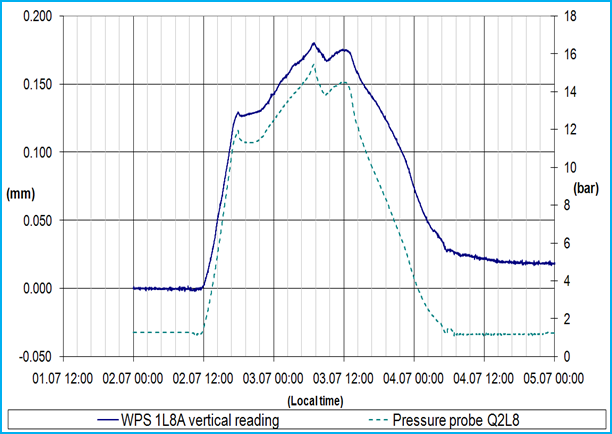 0.200 18
16
0.150 14
12
0.100 10
(mm) (bar)
8
0.050 6
4
0.000 2
-0.050 0
01.07 12:00 02.07 00:00 02.07 12:00 03.07 00:00 03.07 12:00 04.07 00:00 04.07 12:00 05.07 00:00
(Local time)
WPS 1L8A vertical reading Pressure probe Q2L8